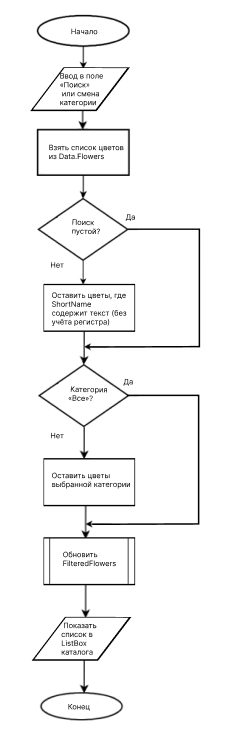 Начало
Ввод в поле
«Поиск»
или смена
категории
Взять список цветов
из Data.Flowers
Поиск
пустой?
Да
Нет
Оставить цветы, где
ShortName
содержит текст (без
учёта регистра)
Категория
«Все»?
Да
Нет
Оставить цветы
выбранной категории
Обновить
FilteredFlowers
Показать
список в
ListBox
каталога
Конец